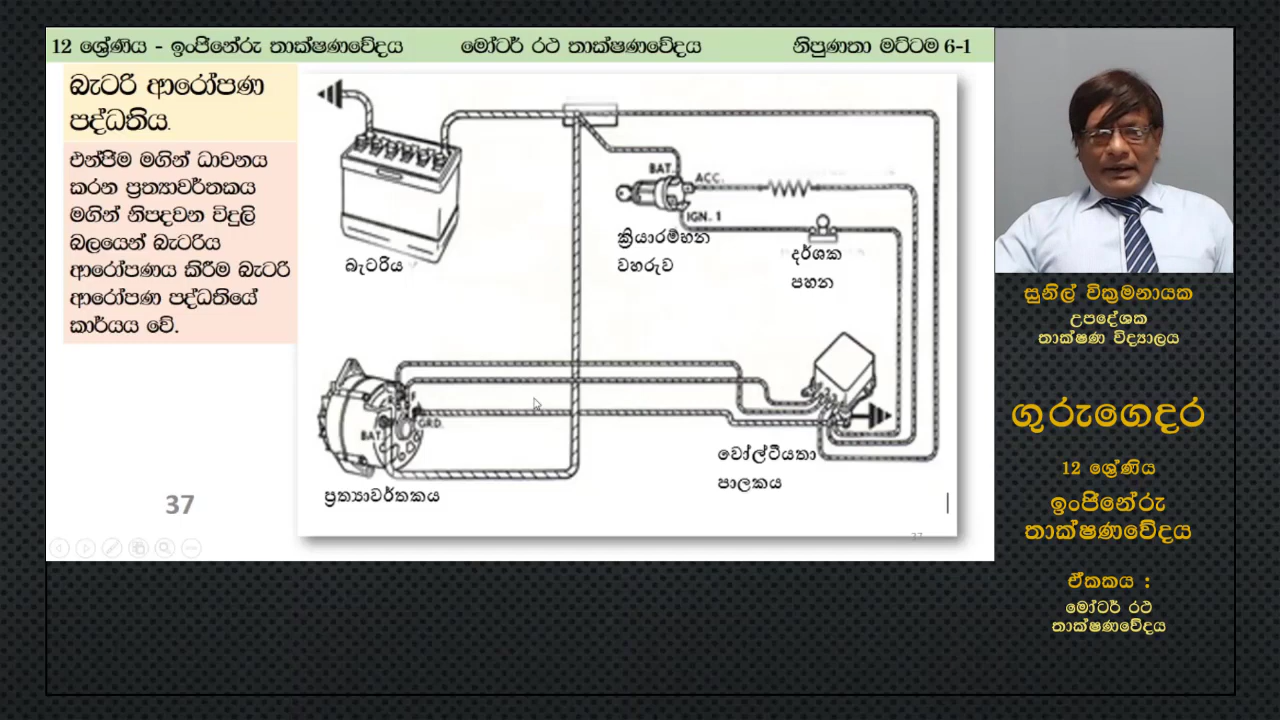 12 ශ්‍රේණිය - ඉංජිනේරු තාක්ෂණවේදය මෝටර් රථ තාක්ෂණවේදය නිපුණතා මට්ටම 6-1
බැටරි ආරෝපණ
පද්ධතිය.
එන්ජිම මගින් ධාවනය
කරන ප්‍රත්‍යාවර්තකය
මගින් නිපදවන විදුලි
බලයෙන් බැටරිය
ආරෝපණය කිරීම බැටරි
ආරෝපණ පද්ධතියේ
කාර්යය වේ.
BAT.
ACC.
IGN. 1
ක්‍රියාරම්භන
වහරුව
දර්ශක
පහන
බැටරිය
F
GRD.
BAT.
වෝල්ටීයතා
පාලකය
ප්‍රත්‍යාවර්තකය
37
37
සුනිල් වික්‍රමනායක
උපදේශක
තාක්ෂණ විද්‍යාලය
ගුරුගෙදර
12 ශ්‍රේණිය
ඉංජිනේරු
තාක්ෂණවේදය
ඒකකය :
මෝටර් රථ
තාක්ෂණවේදය